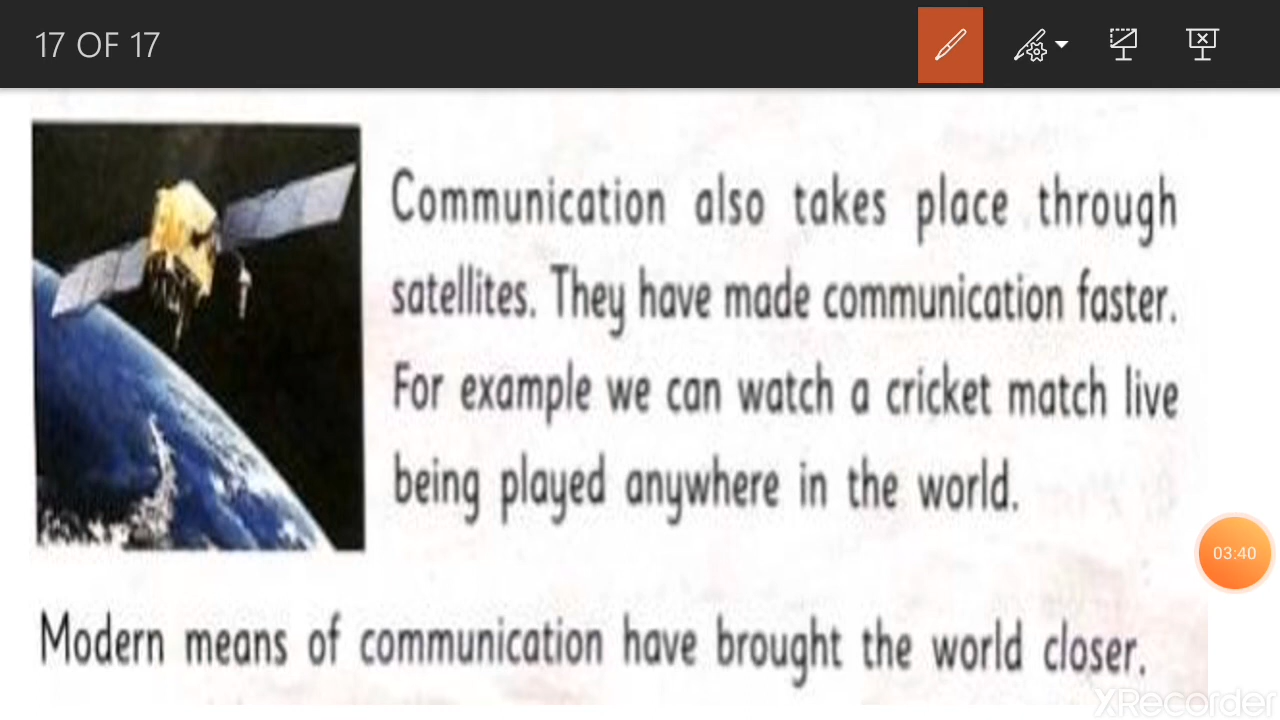 17 OF 17
Communication also takes place through
satellites. They have made communication faster.
For example we can watch a cricket match live
being played anywhere in the world.
03:40
Modern means of communication have brought the world closer.
XRecorder